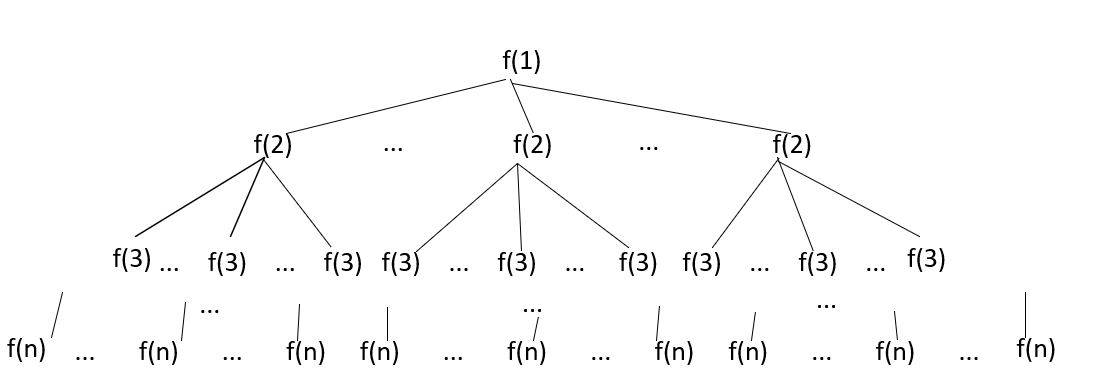 f(1)
f(2) ... f(2) ... f(2)
f(3) ... f(3) ... f(3) f(3) ... f(3) ... f(3) f(3) ... f(3) ... f(3)
... ... ...
f(n) ... f(n) ... f(n) f(n) ... f(n) ... f(n) f(n) ... f(n) ... f(n)